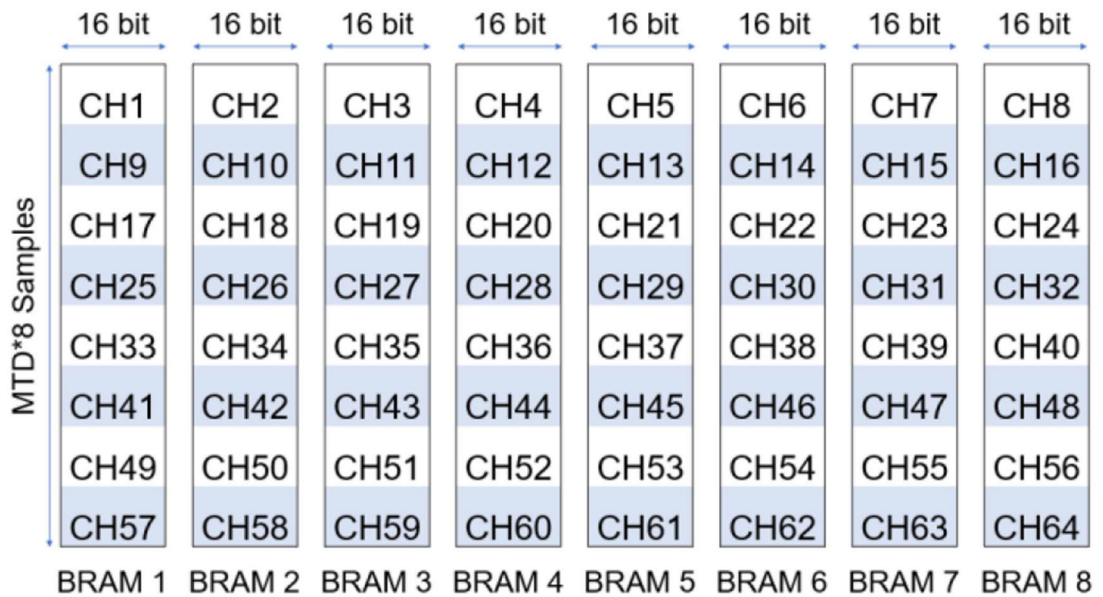 16 bit 16 bit 16 bit 16 bit 16 bit 16 bit 16 bit 16 bit
MTD*8 Samples
CH1 CH2 CH3 CH4 CH5 CH6 CH7 CH8
CH9 CH10 CH11 CH12 CH13 CH14 CH15 CH16
CH17 CH18 CH19 CH20 CH21 CH22 CH23 CH24
CH25 CH26 CH27 CH28 CH29 CH30 CH31 CH32
CH33 CH34 CH35 CH36 CH37 CH38 CH39 CH40
CH41 CH42 CH43 CH44 CH45 CH46 CH47 CH48
CH49 CH50 CH51 CH52 CH53 CH54 CH55 CH56
CH57 CH58 CH59 CH60 CH61 CH62 CH63 CH64
BRAM 1 BRAM 2 BRAM 3 BRAM 4 BRAM 5 BRAM 6 BRAM 7 BRAM 8